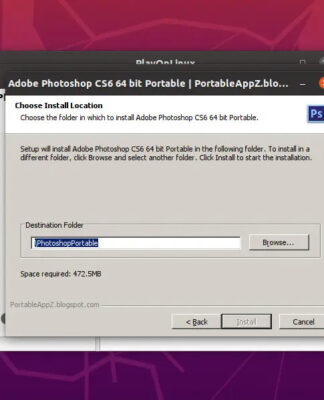 PlayOnLinux
Adobe Photoshop CS6 64 bit Portable | PortableAppZ.blo...
Choose Install Location
Choose the folder in which to install Adobe Photoshop CS6 64 bit Portable.
Ps
Setup will install Adobe Photoshop CS6 64 bit Portable in the following folder. To install in a
different folder, click Browse and select another folder. Click Install to start the installation.
Destination Folder
\PhotoshopPortable
Browse...
Space required: 472.5MB
PortableAppZ.blogspot.com
< Back
Install
Cancel